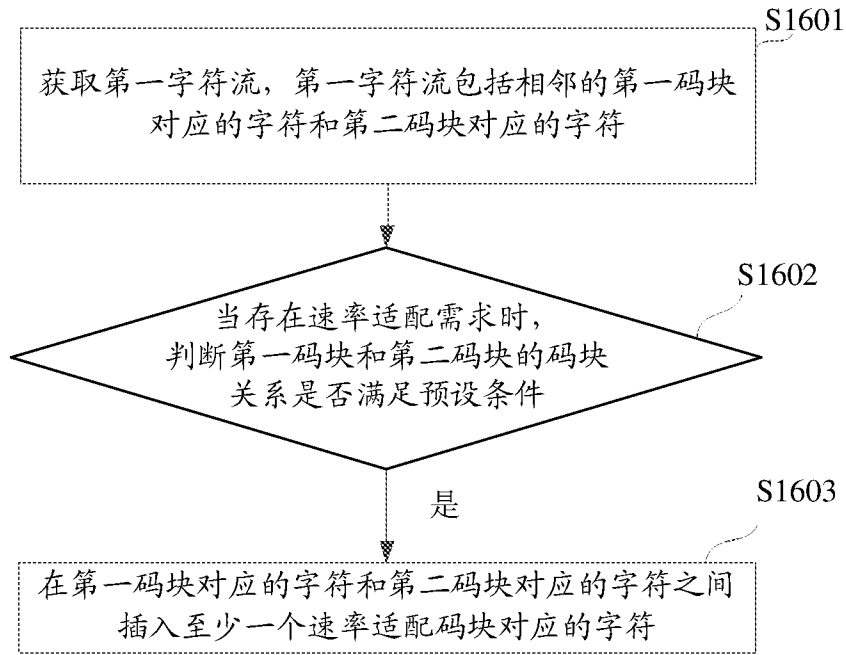 S1601
获取第一字符流，第一字符流包括相邻的第一码块
对应的字符和第二码块对应的字符
S1602
当存在速率适配需求时，
判断第一码块和第二码块的码块
关系是否满足预设条件
是
S1603
在第一码块对应的字符和第二码块对应的字符之间
插入至少一个速率适配码块对应的字符